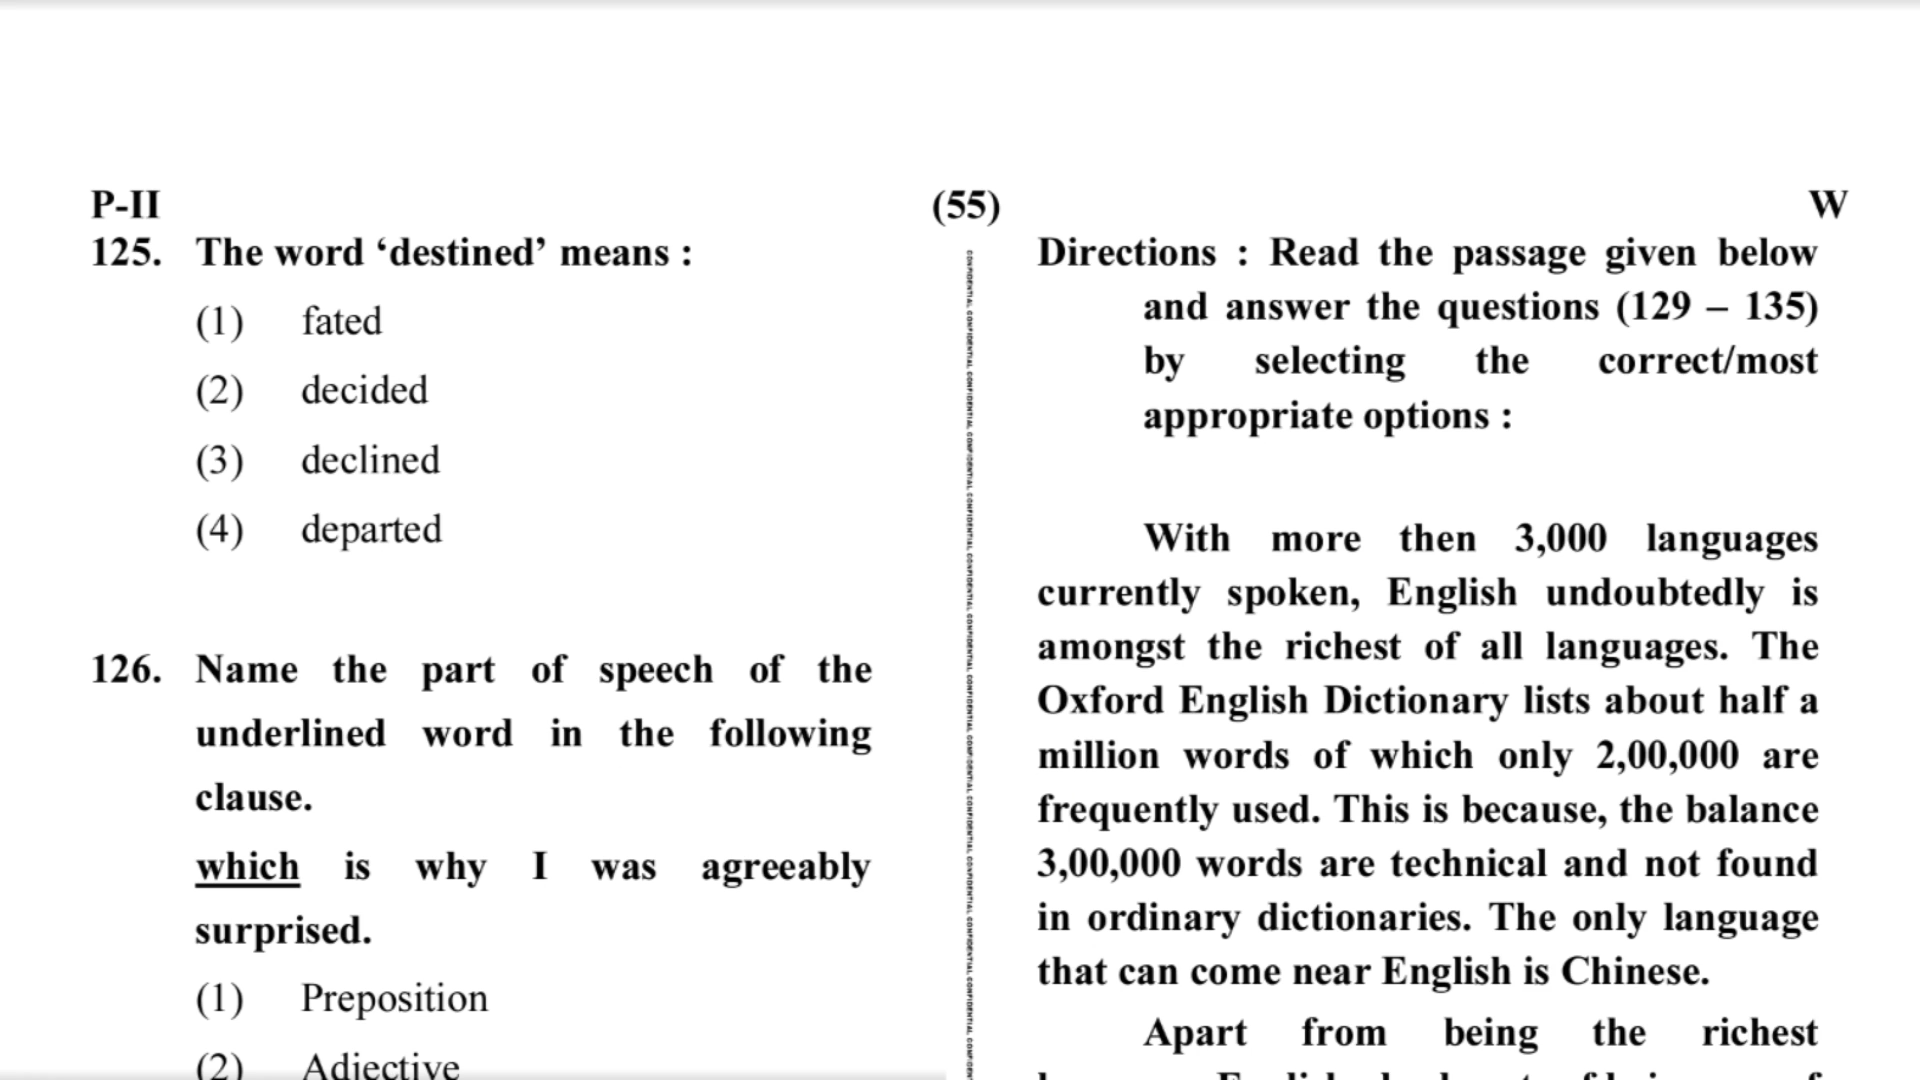 P-II
(55)
W
125. The word ‘destined’ means :
(1) fated
(2) decided
(3) declined
(4) departed
126. Name the part of speech of the
underlined word in the following
clause.
which is why I was agreeably
surprised.
(1) Preposition
(2) Adjective
Directions : Read the passage given below
and answer the questions (129 – 135)
by selecting the correct/most
appropriate options :
With more then 3,000 languages
currently spoken, English undoubtedly is
amongst the richest of all languages. The
Oxford English Dictionary lists about half a
million words of which only 2,00,000 are
frequently used. This is because, the balance
3,00,000 words are technical and not found
in ordinary dictionaries. The only language
that can come near English is Chinese.
Apart from being the richest